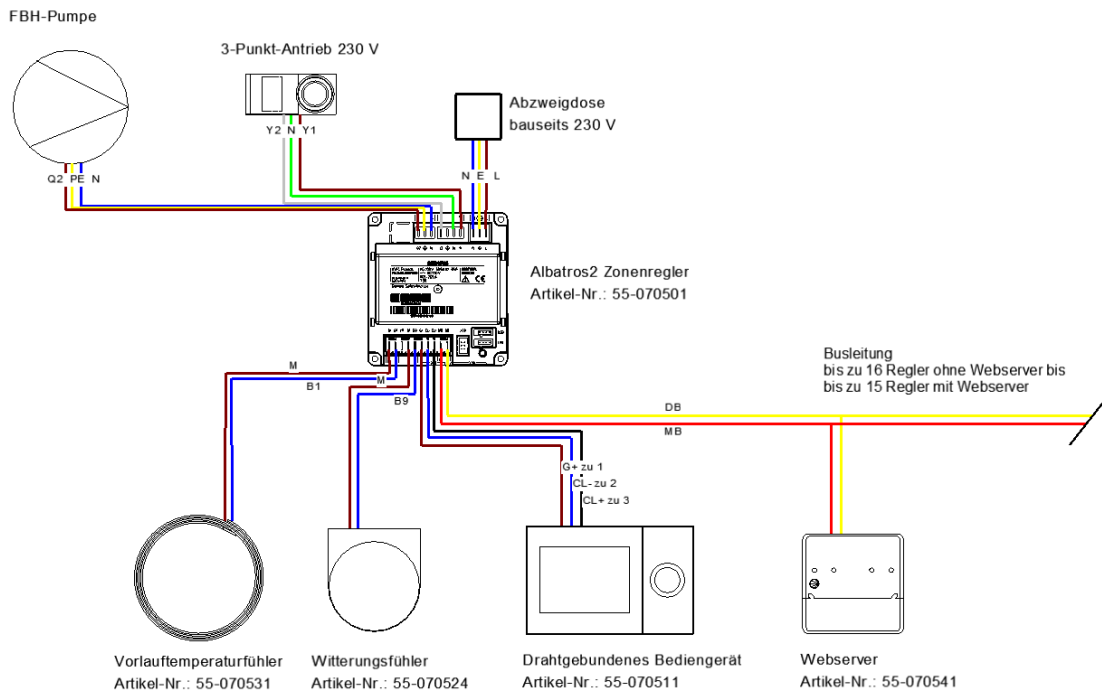 FBH-Pumpe
3-Punkt-Antrieb 230 V
Abzweigdose
bauseits 230 V
Y2 N Y1
Q2 PE N
N E L
Albatros2 Zonenregler
Artikel-Nr.: 55-070501
Busleitung
bis zu 16 Regler ohne Webserver bis
bis zu 15 Regler mit Webserver
M
B1
M
B9
DB
MB
G+ zu 1
CL- zu 2
CL+ zu 3
Vorlauftemperaturfühler
Artikel-Nr.: 55-070531
Witterungsfühler
Artikel-Nr.: 55-070524
Drahtgebundenes Bediengerät
Artikel-Nr.: 55-070511
Webserver
Artikel-Nr.: 55-070541